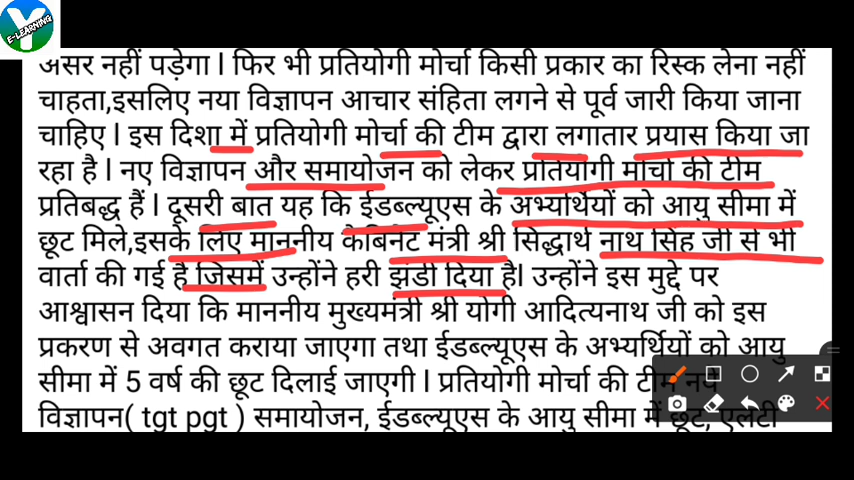 Y
E-LEARNING
असर नहीं पड़ेगा l फिर भी प्रतियोगी मोर्चा किसी प्रकार का रिस्क लेना नहीं
चाहता,इसलिए नया विज्ञापन आचार संहिता लगने से पूर्व जारी किया जाना
चाहिए l इस दिशा में प्रतियोगी मोर्चा की टीम द्वारा लगातार प्रयास किया जा
रहा है l नए विज्ञापन और समायोजन को लेकर प्रतियोगी मोर्चा की टीम
प्रतिबद्ध हैं l दूसरी बात यह कि ईडब्ल्यूएस के अभ्यर्थियों को आयु सीमा में
छूट मिले,इसके लिए माननीय कैबिनेट मंत्री श्री सिद्धार्थ नाथ सिंह जी से भी
वार्ता की गई है जिसमें उन्होंने हरी झंडी दिया हैl उन्होंने इस मुद्दे पर
आश्वासन दिया कि माननीय मुख्यमंत्री श्री योगी आदित्यनाथ जी को इस
प्रकरण से अवगत कराया जाएगा तथा ईडब्ल्यूएस के अभ्यर्थियों को आयु
सीमा में 5 वर्ष की छूट दिलाई जाएगी l प्रतियोगी मोर्चा की टीम नये
विज्ञापन( tgt pgt ) समायोजन, ईडब्ल्यूएस के आयु सीमा में छूट, एलटी